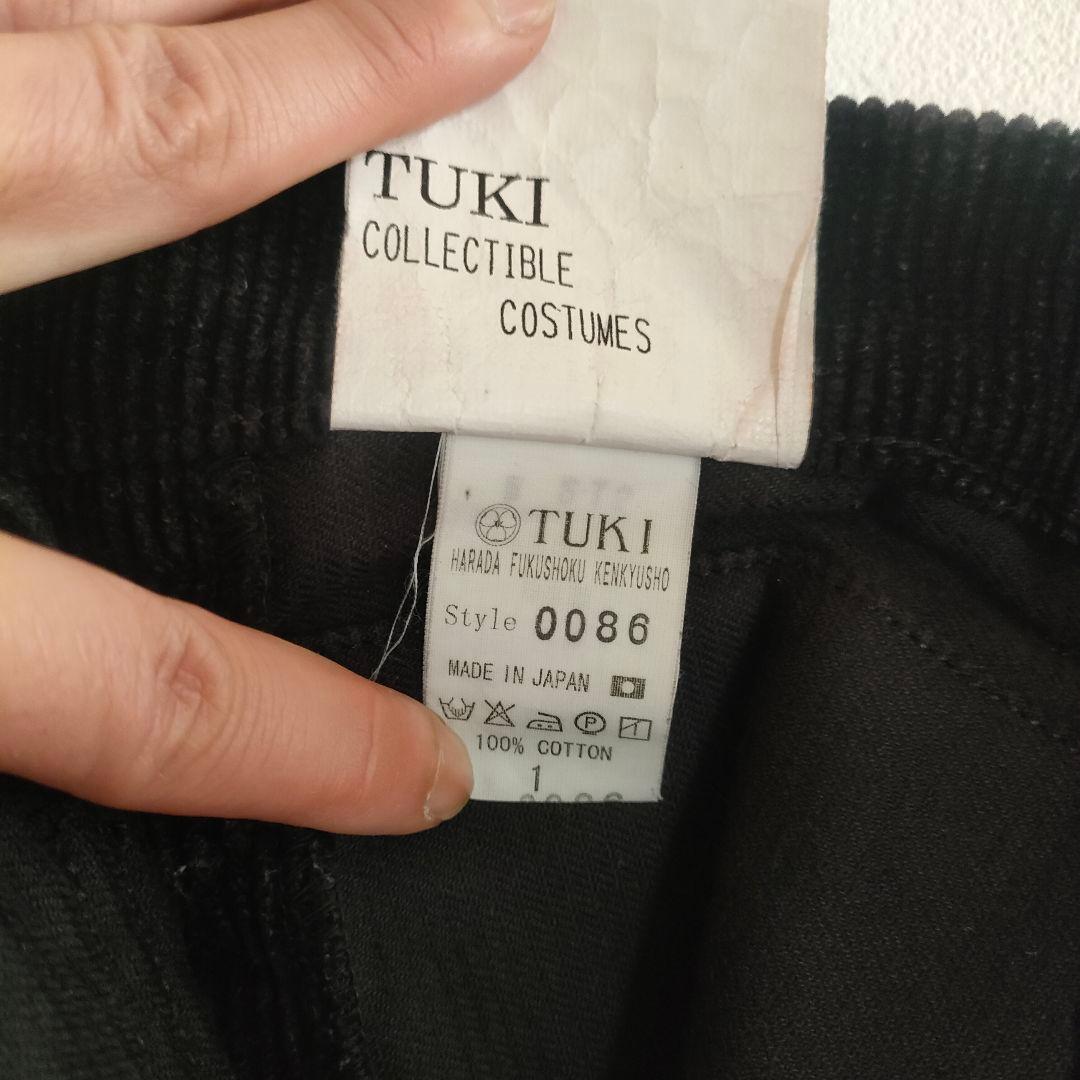 TUKI
COLLECTIBLE
COSTUMES
TUKI
HARADA FUKUSHOKU KENKYUSHO
Style 0086
MADE IN JAPAN
P
100% COTTON
1